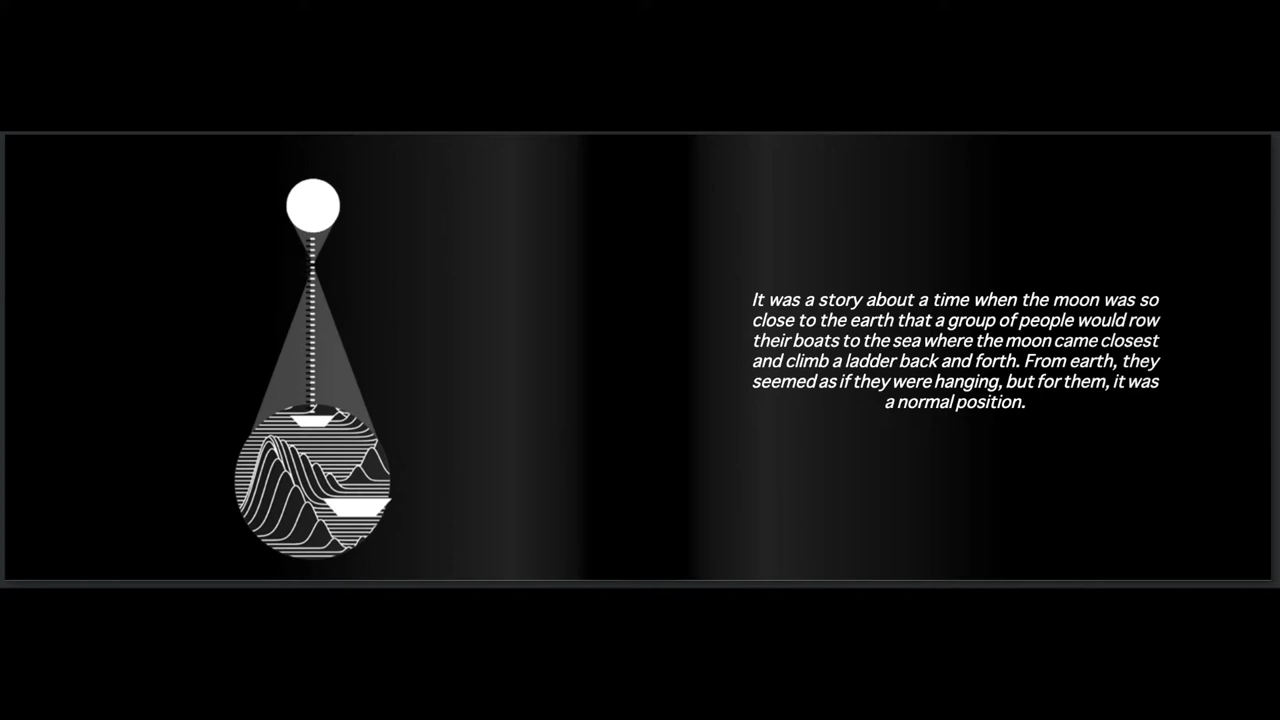 It was a story about a time when the moon was so
close to the earth that a group of people would row
their boats to the sea where the moon came closest
and climb a ladder back and forth. From earth, they
seemed as if they were hanging, but for them, it was
a normal position.